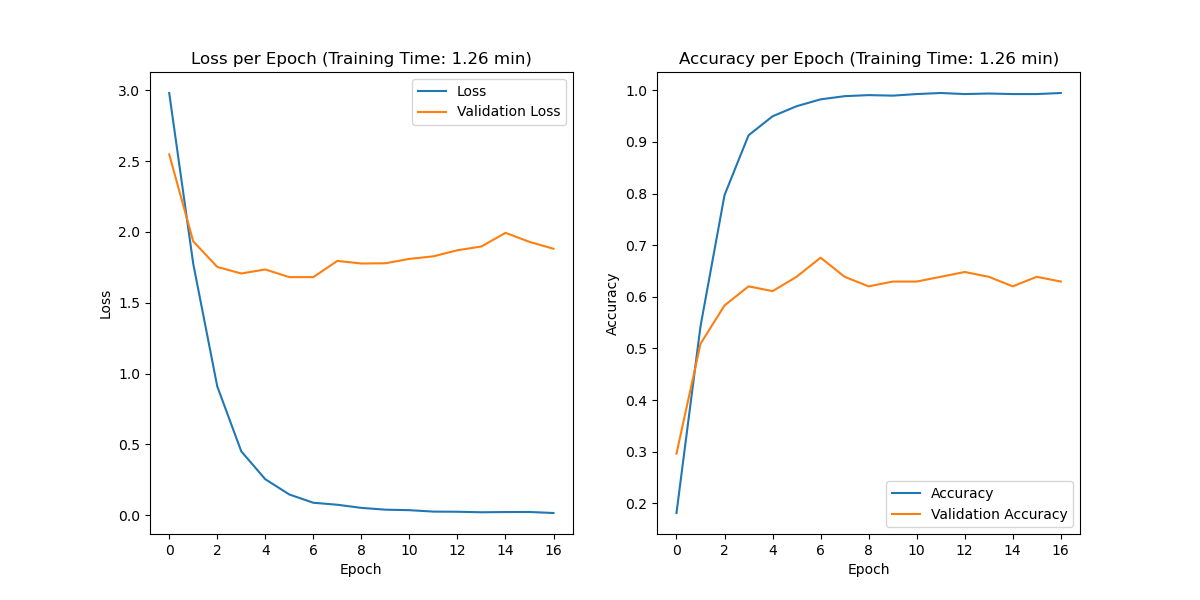 Loss per Epoch (Training Time: 1.26 min)
Loss
Validation Loss
3.0
2.5
2.0
1.5
1.0
0.5
0.0
Loss
0 2 4 6 8 10 12 14 16
Epoch
Accuracy per Epoch (Training Time: 1.26 min)
1.0
0.9
0.8
0.7
0.6
0.5
0.4
0.3
0.2
Accuracy
Accuracy
Validation Accuracy
0 2 4 6 8 10 12 14 16
Epoch